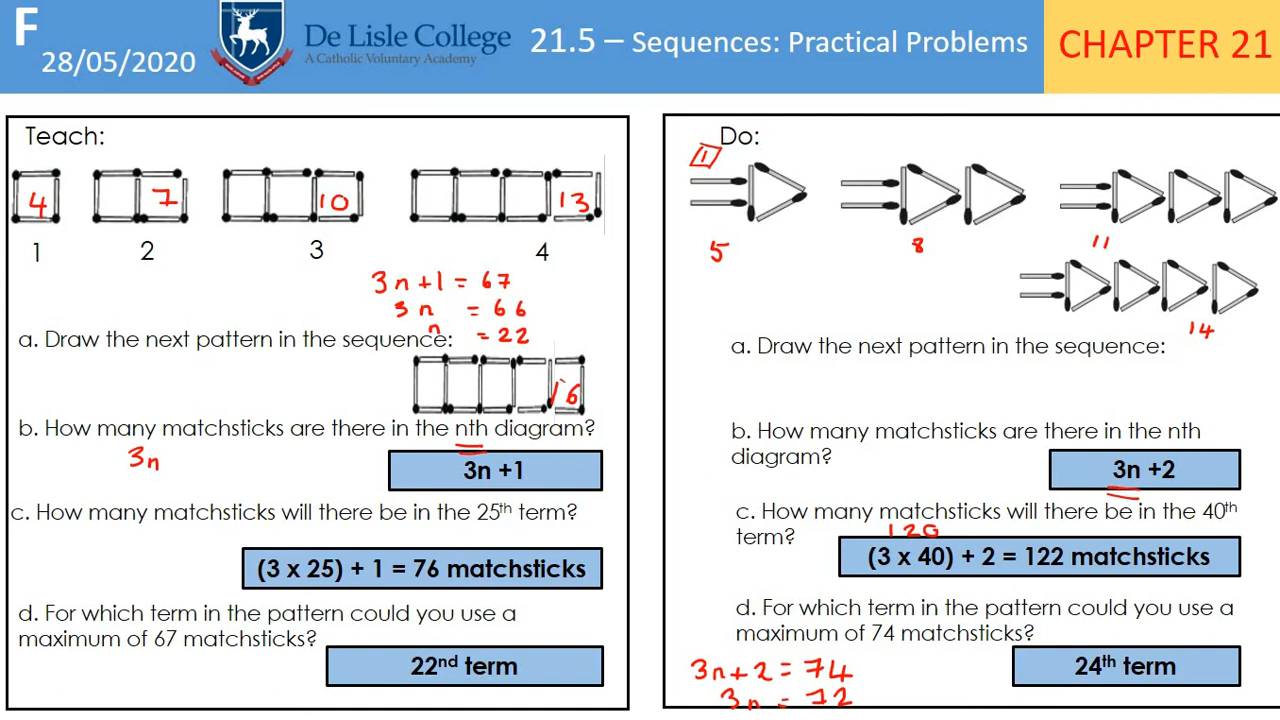 F
28/05/2020
De Lisle College
A Catholic Voluntary Academy
21.5 – Sequences: Practical Problems
CHAPTER 21
Teach:
4 7 10 13
1 2 3 4
3n+1 = 67
3n = 66
n = 22
a. Draw the next pattern in the sequence:
16
b. How many matchsticks are there in the nth diagram?
3n
3n +1
c. How many matchsticks will there be in the 25th term?
(3 x 25) + 1 = 76 matchsticks
d. For which term in the pattern could you use a
maximum of 67 matchsticks?
22nd term
Do:
1
5 8 11
14
a. Draw the next pattern in the sequence:
b. How many matchsticks are there in the nth
diagram?
3n +2
c. How many matchsticks will there be in the 40th
term?
120
(3 x 40) + 2 = 122 matchsticks
d. For which term in the pattern could you use a
maximum of 74 matchsticks?
3n+2 = 74
3n = 72
24th term